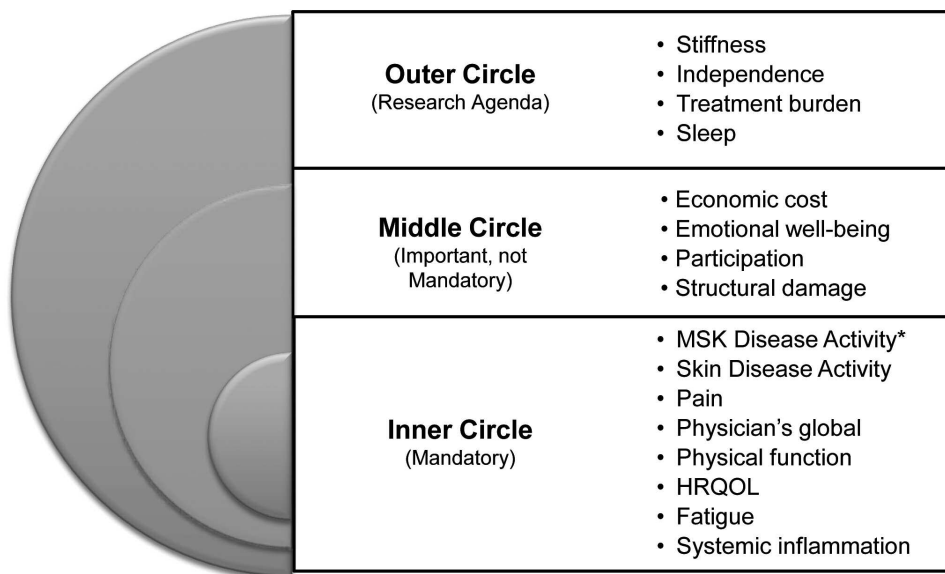 Outer Circle
(Research Agenda)
• Stiffness
• Independence
• Treatment burden
• Sleep
Middle Circle
(Important, not
Mandatory)
• Economic cost
• Emotional well-being
• Participation
• Structural damage
Inner Circle
(Mandatory)
• MSK Disease Activity*
• Skin Disease Activity
• Pain
• Physician’s global
• Physical function
• HRQOL
• Fatigue
• Systemic inflammation